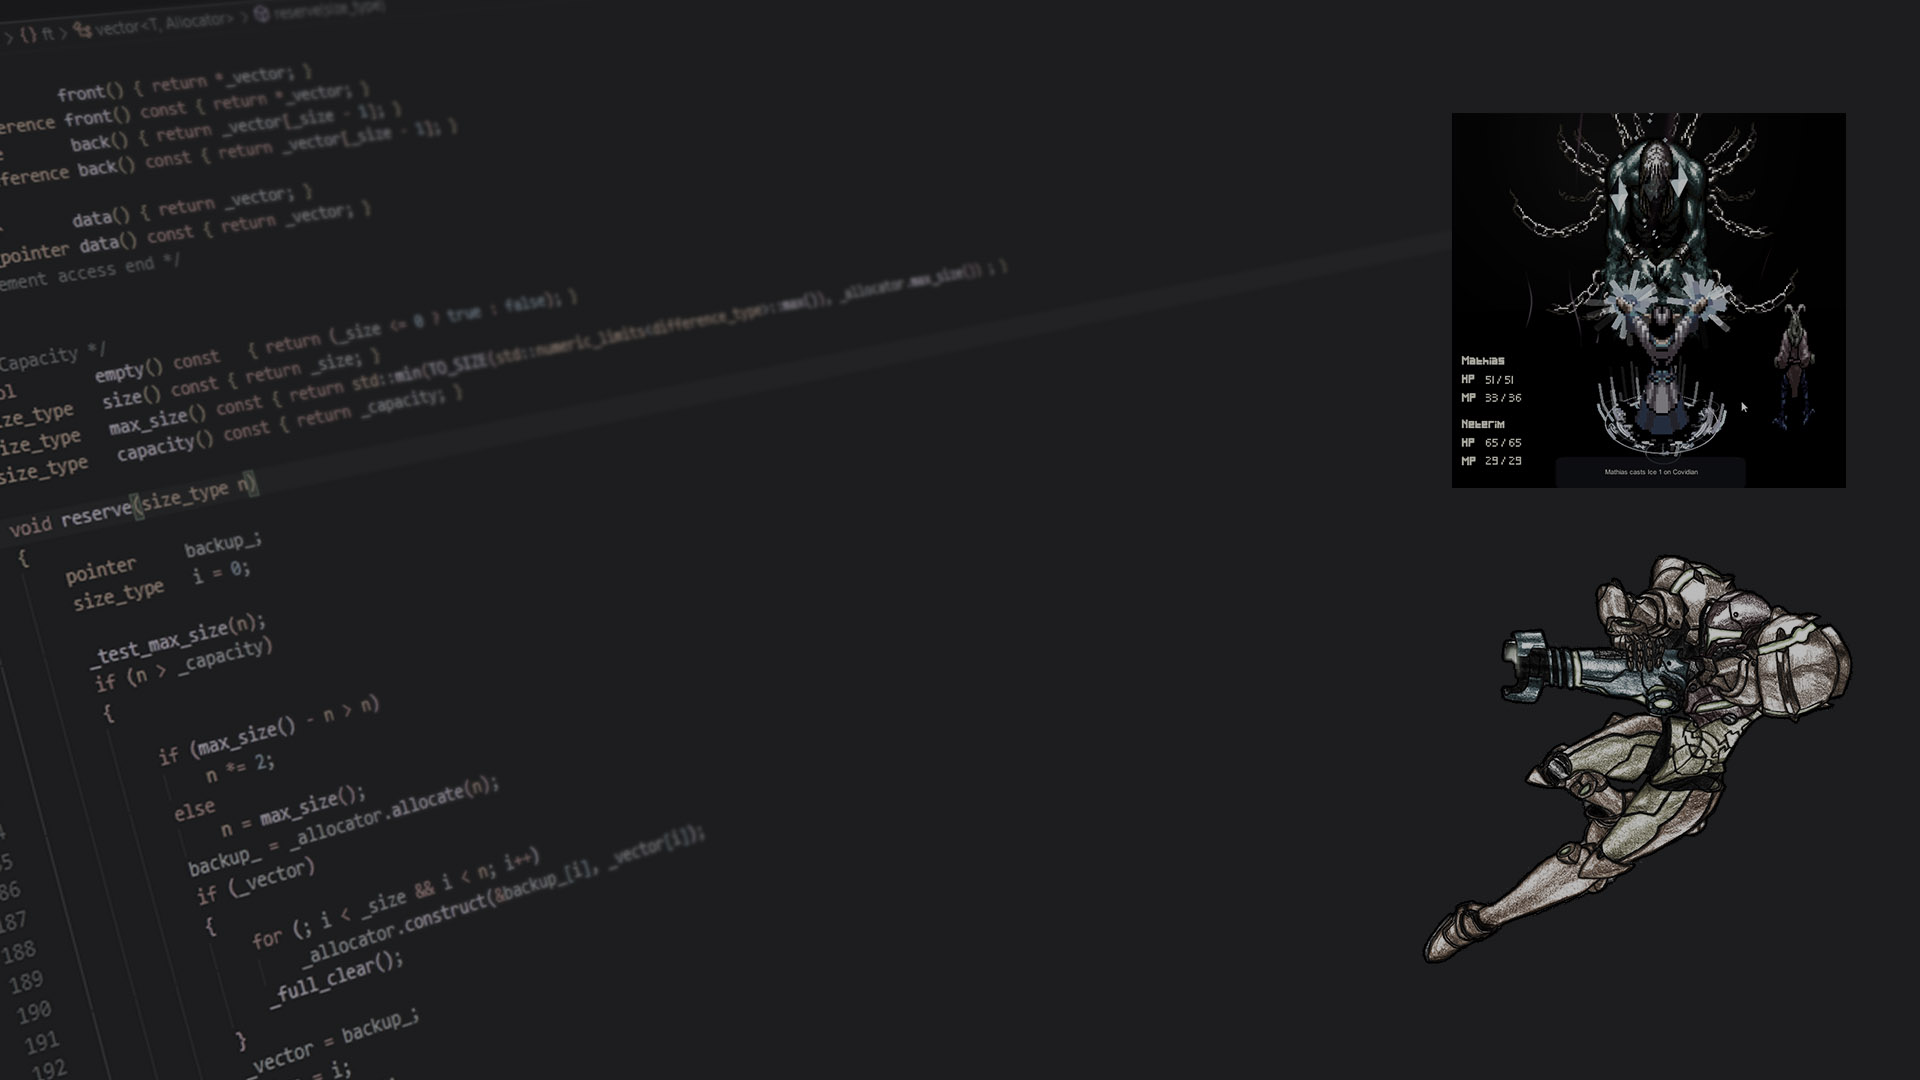 > {} ft > vector<T, Allocator> > reserve(size_type)
front() { return *_vector; }
erence front() const { return *_vector; }
e back() { return _vector[_size - 1]; }
ference back() const { return _vector[_size - 1]; }
data() { return _vector; }
_pointer data() const { return _vector; }
ement access end */
Capacity */
ol empty() const { return (_size <= 0 ? true : false); }
ize_type size() const { return _size; }
ize_type max_size() const { return std::min(TO_SIZE(std::numeric_limits<difference_type>::max()), _allocator.max_size()) ; }
size_type capacity() const { return _capacity; }
void reserve(size_type n)
{
pointer backup_;
size_type i = 0;
_test_max_size(n);
if (n > _capacity)
{
if (max_size() - n > n)
n *= 2;
else
n = max_size();
backup_ = _allocator.allocate(n);
if (_vector)
{
for (; i < _size && i < n; i++)
_allocator.construct(&backup_[i], _vector[i]);
_full_clear();
}
_vector = backup_;
= i;
86
187
188
189
190
191
192
Mathias
HP 51/51
MP 33/36
Neterim
HP 65/65
MP 29/29
Mathias casts Ice 1 on Covidian